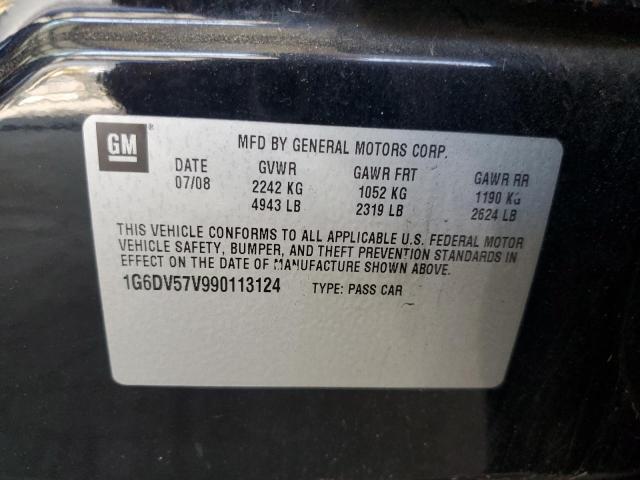 GM ®
MFD BY GENERAL MOTORS CORP.
DATE GVWR GAWR FRT GAWR RR
07/08 2242 KG 1052 KG 1190 KG
4943 LB 2319 LB 2624 LB
THIS VEHICLE CONFORMS TO ALL APPLICABLE U.S. FEDERAL MOTOR
VEHICLE SAFETY, BUMPER, AND THEFT PREVENTION STANDARDS IN
EFFECT ON THE DATE OF MANUFACTURE SHOWN ABOVE.
1G6DV57V990113124 TYPE: PASS CAR